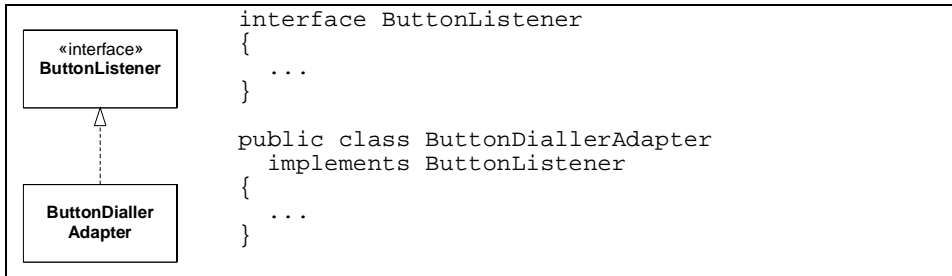 «interface»
ButtonListener
ButtonDialler
Adapter
interface ButtonListener
{
...
}
public class ButtonDiallerAdapter
implements ButtonListener
{
...
}